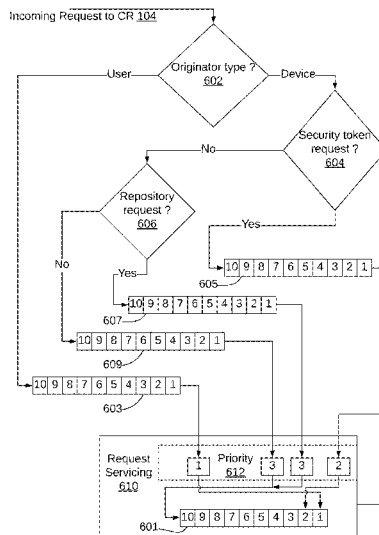 Incoming Request to CR 104
Originator type ?
602
User
Device
Security token
request ?
604
No
Repository
request ?
606
Yes
No
10 9 8 7 6 5 4 3 2 1
605
Yes
10 9 8 7 6 5 4 3 2 1
607
10 9 8 7 6 5 4 3 2 1
609
10 9 8 7 6 5 4 3 2 1
603
Request
Servicing
610
Priority
612
1 3 3 2
10 9 8 7 6 5 4 3 2 1
601